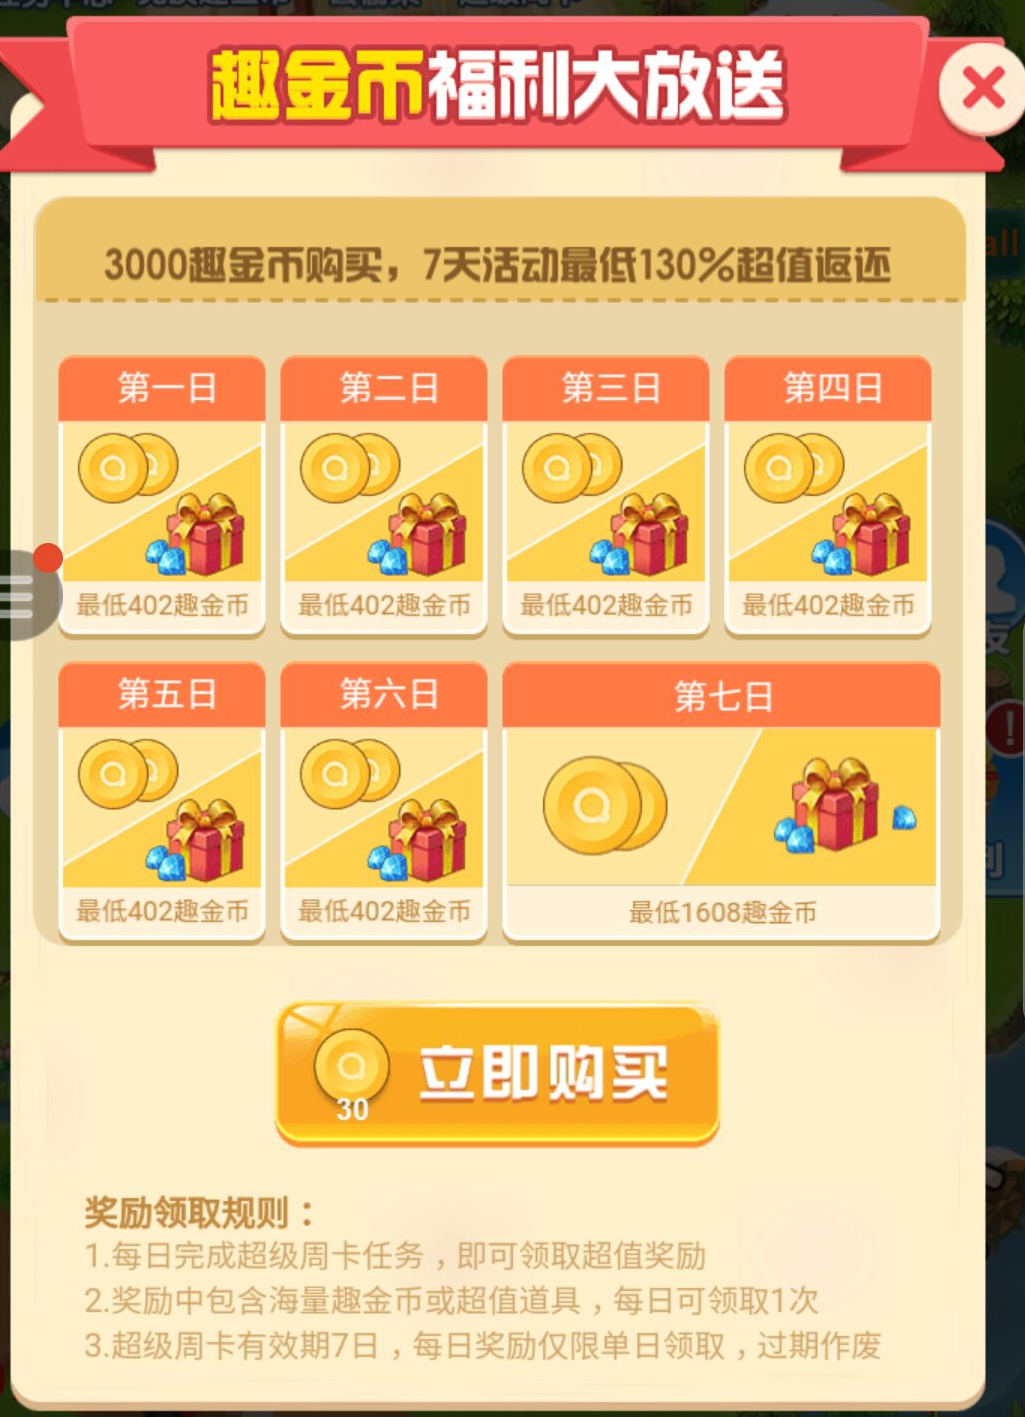 趣金币福利大放送
3000趣金币购买，7天活动最低130%超值返还
第一日
第二日
第三日
第四日
最低402趣金币
最低402趣金币
最低402趣金币
最低402趣金币
第五日
第六日
第七日
最低402趣金币
最低402趣金币
最低1608趣金币
30
立即购买
奖励领取规则：
1.每日完成超级周卡任务，即可领取超值奖励
2.奖励中包含海量趣金币或超值道具，每日可领取1次
3.超级周卡有效期7日，每日奖励仅限单日领取，过期作废